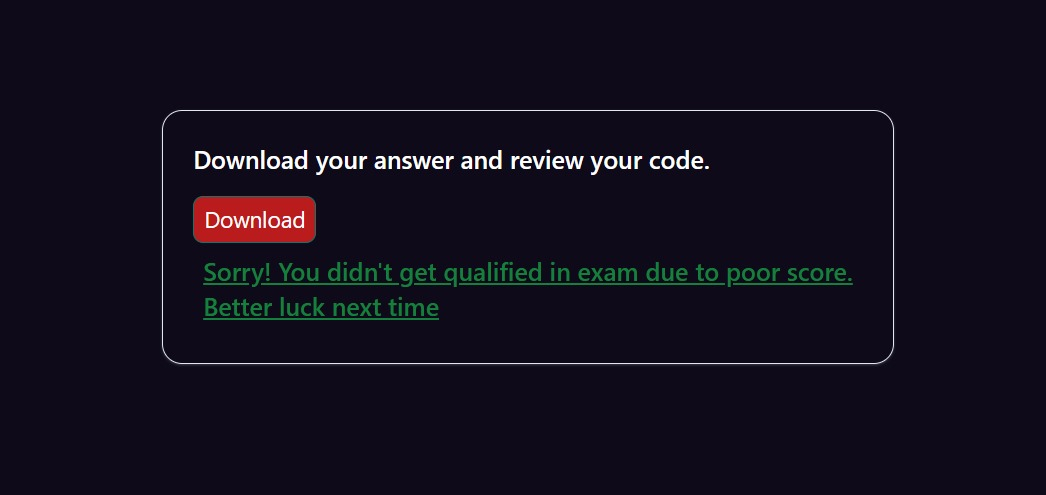 Download your answer and review your code.
Download
Sorry! You didn't get qualified in exam due to poor score.
Better luck next time